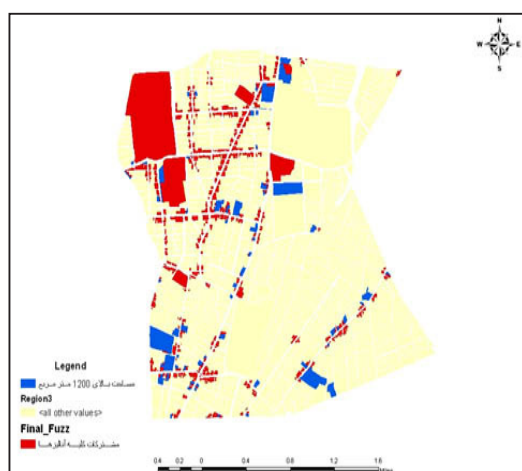 N
W E
S
Legend
مساحت بالای 1200 متر مربع
Region3
<all other values>
Final_Fuzz
مشترکات کلیه آنالیزها
0.4 0.2 0 0.4 0.8 1.2 1.6
Miles